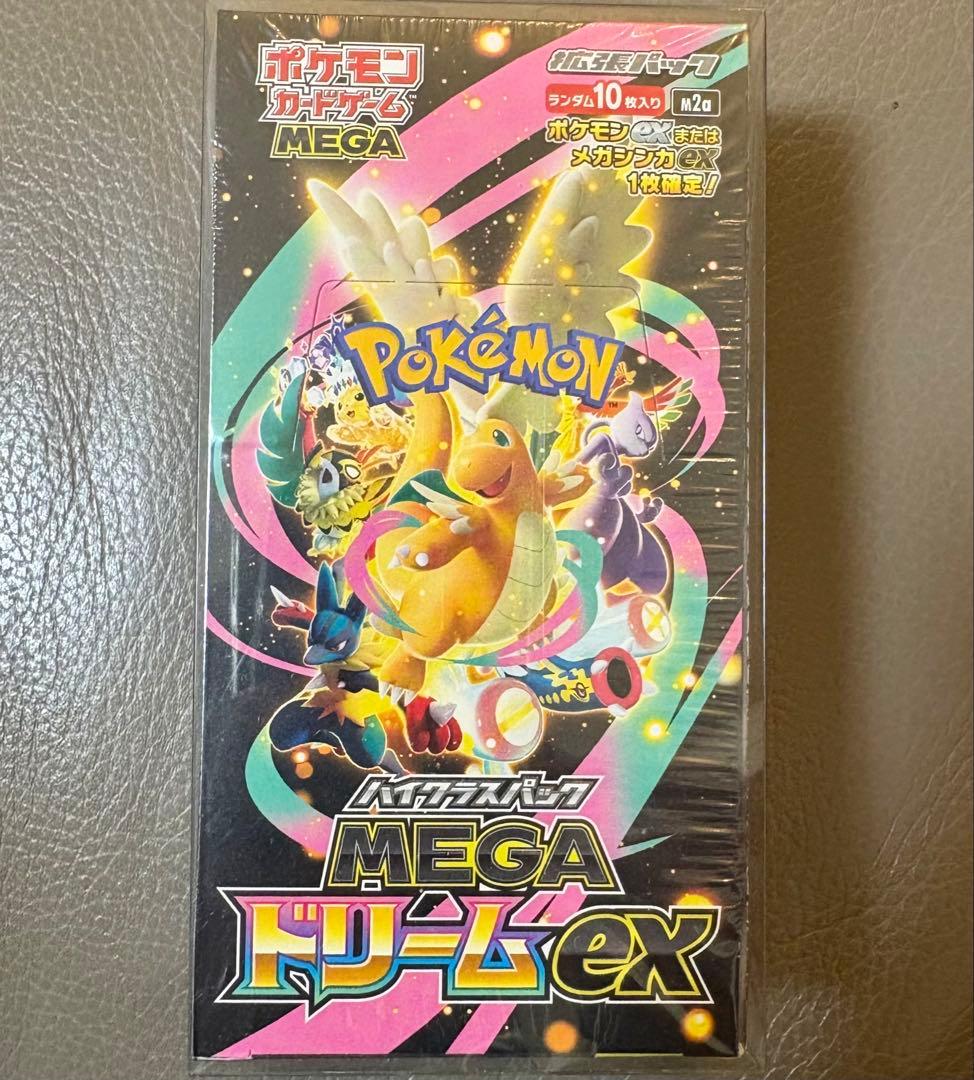 ポケモン
カードゲーム™
MEGA
拡張パック
ランダム10枚入り M2a
ポケモンexまたは
メガシンカex
1枚確定!
POKéMON™
ハイクラスパック
MEGA
ドリームex